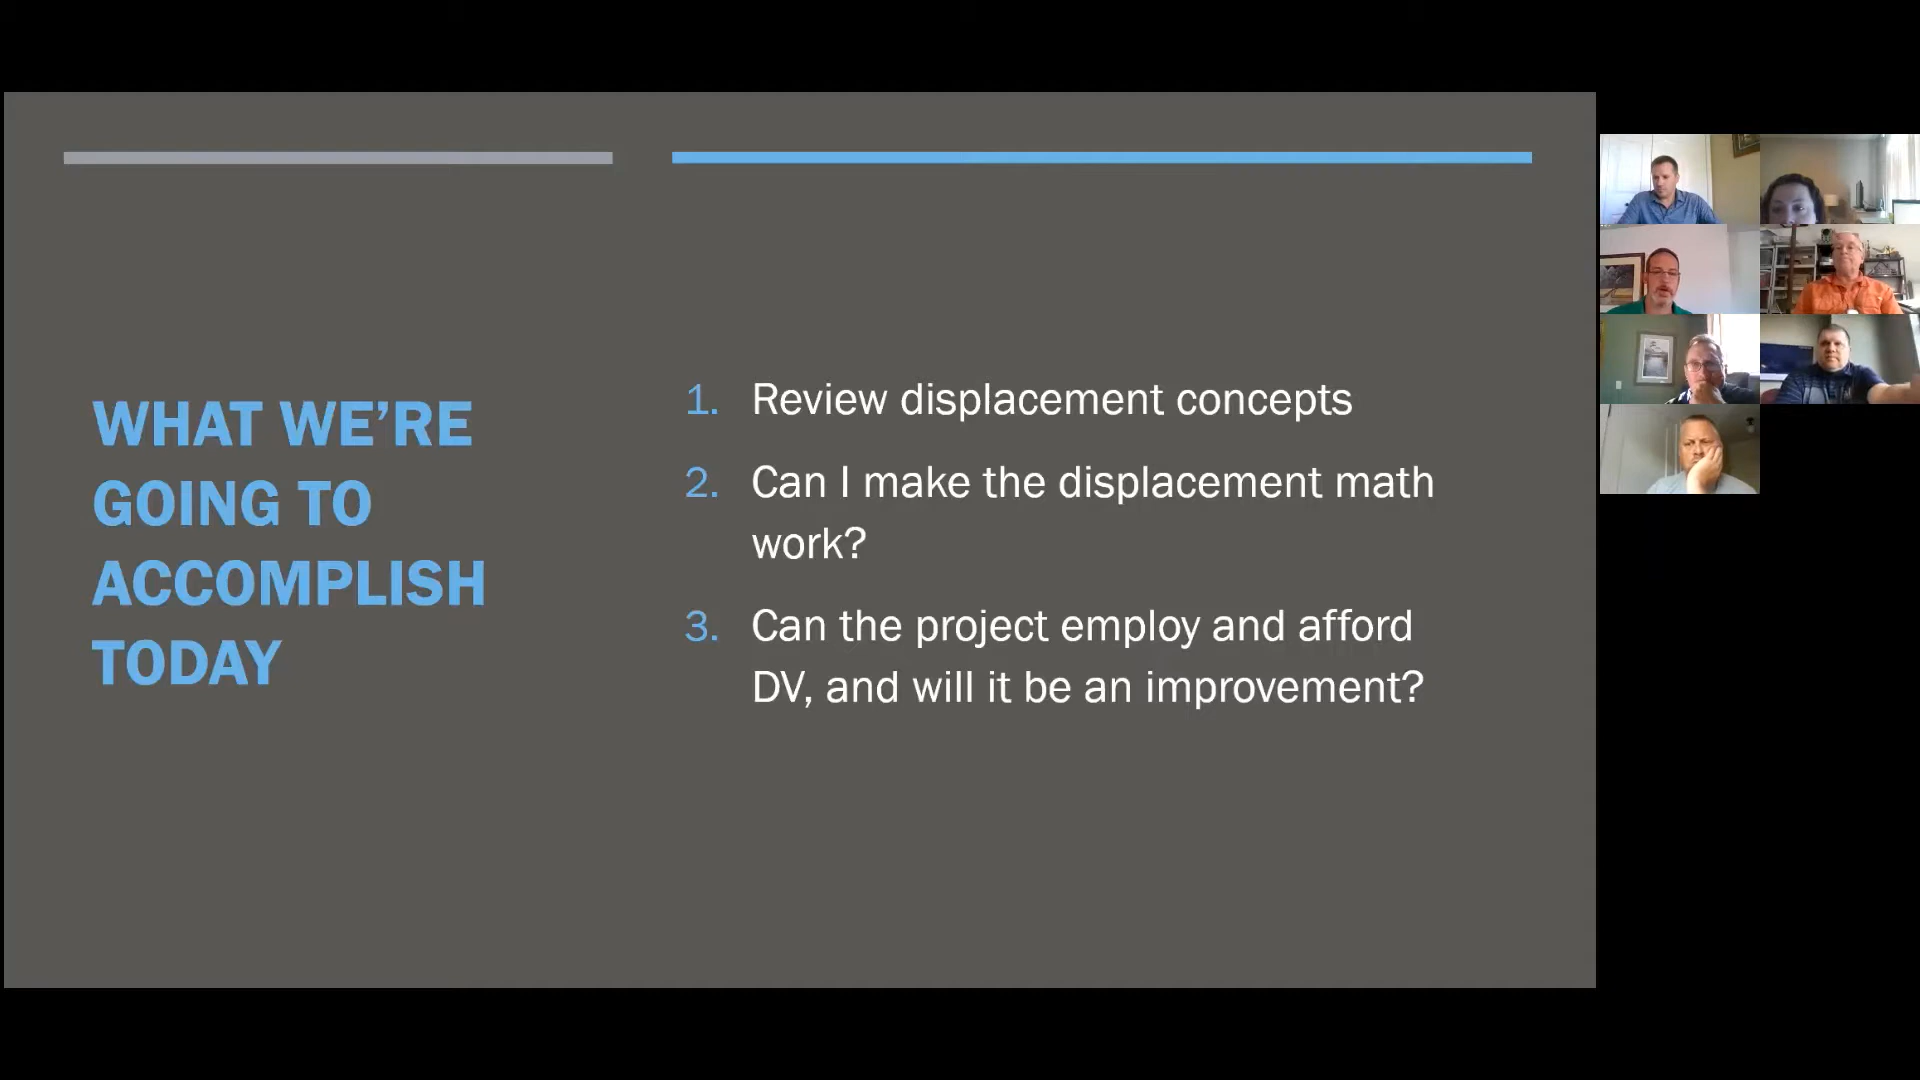 WHAT WE’RE
GOING TO
ACCOMPLISH
TODAY
1. Review displacement concepts
2. Can I make the displacement math
work?
3. Can the project employ and afford
DV, and will it be an improvement?